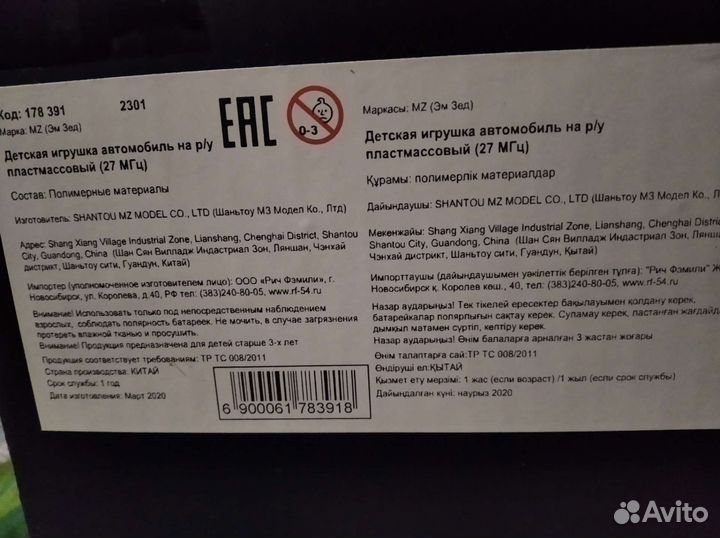 Код: 178 391 2301
Марка: MZ (Эм Зед)
Детская игрушка автомобиль на р/у
пластмассовый (27 МГц)
Состав: Полимерные материалы
Изготовитель: SHANTOU MZ MODEL CO., LTD (Шаньтоу МЗ Модел Ко., Лтд)
Адрес: Shang Xiang Village Industrial Zone, Lianshang, Chenghai District, Shantou
City, Guandong, China (Шан Сян Вилладж Индастриал Зон, Ляншан, Чэнхай
дистрикт, Шаньтоу сити, Гуандун, Китай)
Импортер (уполномоченное изготовителем лицо): ООО «Рич Фэмили», г.
Новосибирск, ул. Королева, д.40, РФ тел: (383)240-80-05, www.rf-54.ru
Внимание! Использовать только под непосредственным наблюдением
взрослых, соблюдать полярность батареек. Не мочить, в случае загрязнения
протереть влажной тканью и просушить.
Внимание! Продукция предназначена для детей старше 3-х лет
Продукция соответствует требованиям: ТР ТС 008/2011
Страна производства: КИТАЙ
Срок службы: 1 год
Дата изготовления: Март 2020
6 900061 783918
EAC
0-3
Маркасы: MZ (Эм Зед)
Детская игрушка автомобиль на р/у
пластмассовый (27 МГц)
Құрамы: полимерлік материалдар
Дайындаушы: SHANTOU MZ MODEL CO., LTD (Шаньтоу МЗ Модел Ко.,
Мекенжайы: Shang Xiang Village Industrial Zone, Lianshang, Chenghai Distr
Shantou City, Guandong, China (Шан Сян Вилладж Индастриал Зон, Лянша
дистрикт, Шаньтоу сити, Гуандун, Қытай)
Импорттаушы (дайындаушымен уәкілеттік берілген тұлға): "Рич Фэмили" Ж
Новосибирск қ, Королев көш., 40 тел.: (383)240-80-05, www.rf-54.ru
Назар аударыңыз! Тек тікелей ересектер бақылауымен қолдану керек,
батарейкалар полярлығын сақтау керек. Суламау керек, ластанған жағдайд
дымқыл матамен сүртіп, кептіру керек.
Назар аударыңыз! Өнім балаларға арналған 3 жастан жоғары
Өнім талаптарға сай:ТР ТС 008/2011
Өндіруші ел:ҚЫТАЙ
Қызмет ету мерзімі: 1 жас (если возраст) /1 жыл (если срок службы)
Дайындалған күні: наурыз 2020
Avito